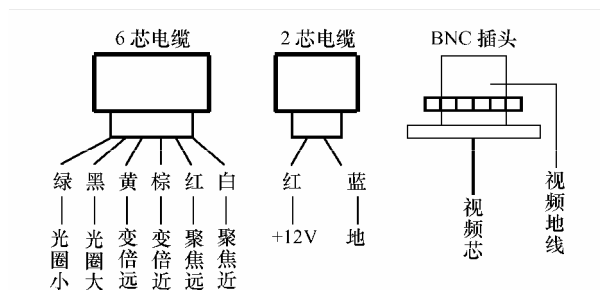 6 芯电缆
2 芯电缆
BNC 插头
绿 黑 黄 棕 红 白
红 蓝
光圈小
光圈大
变倍远
变倍近
聚焦远
聚焦近
+12V
地
视频芯
视频地线